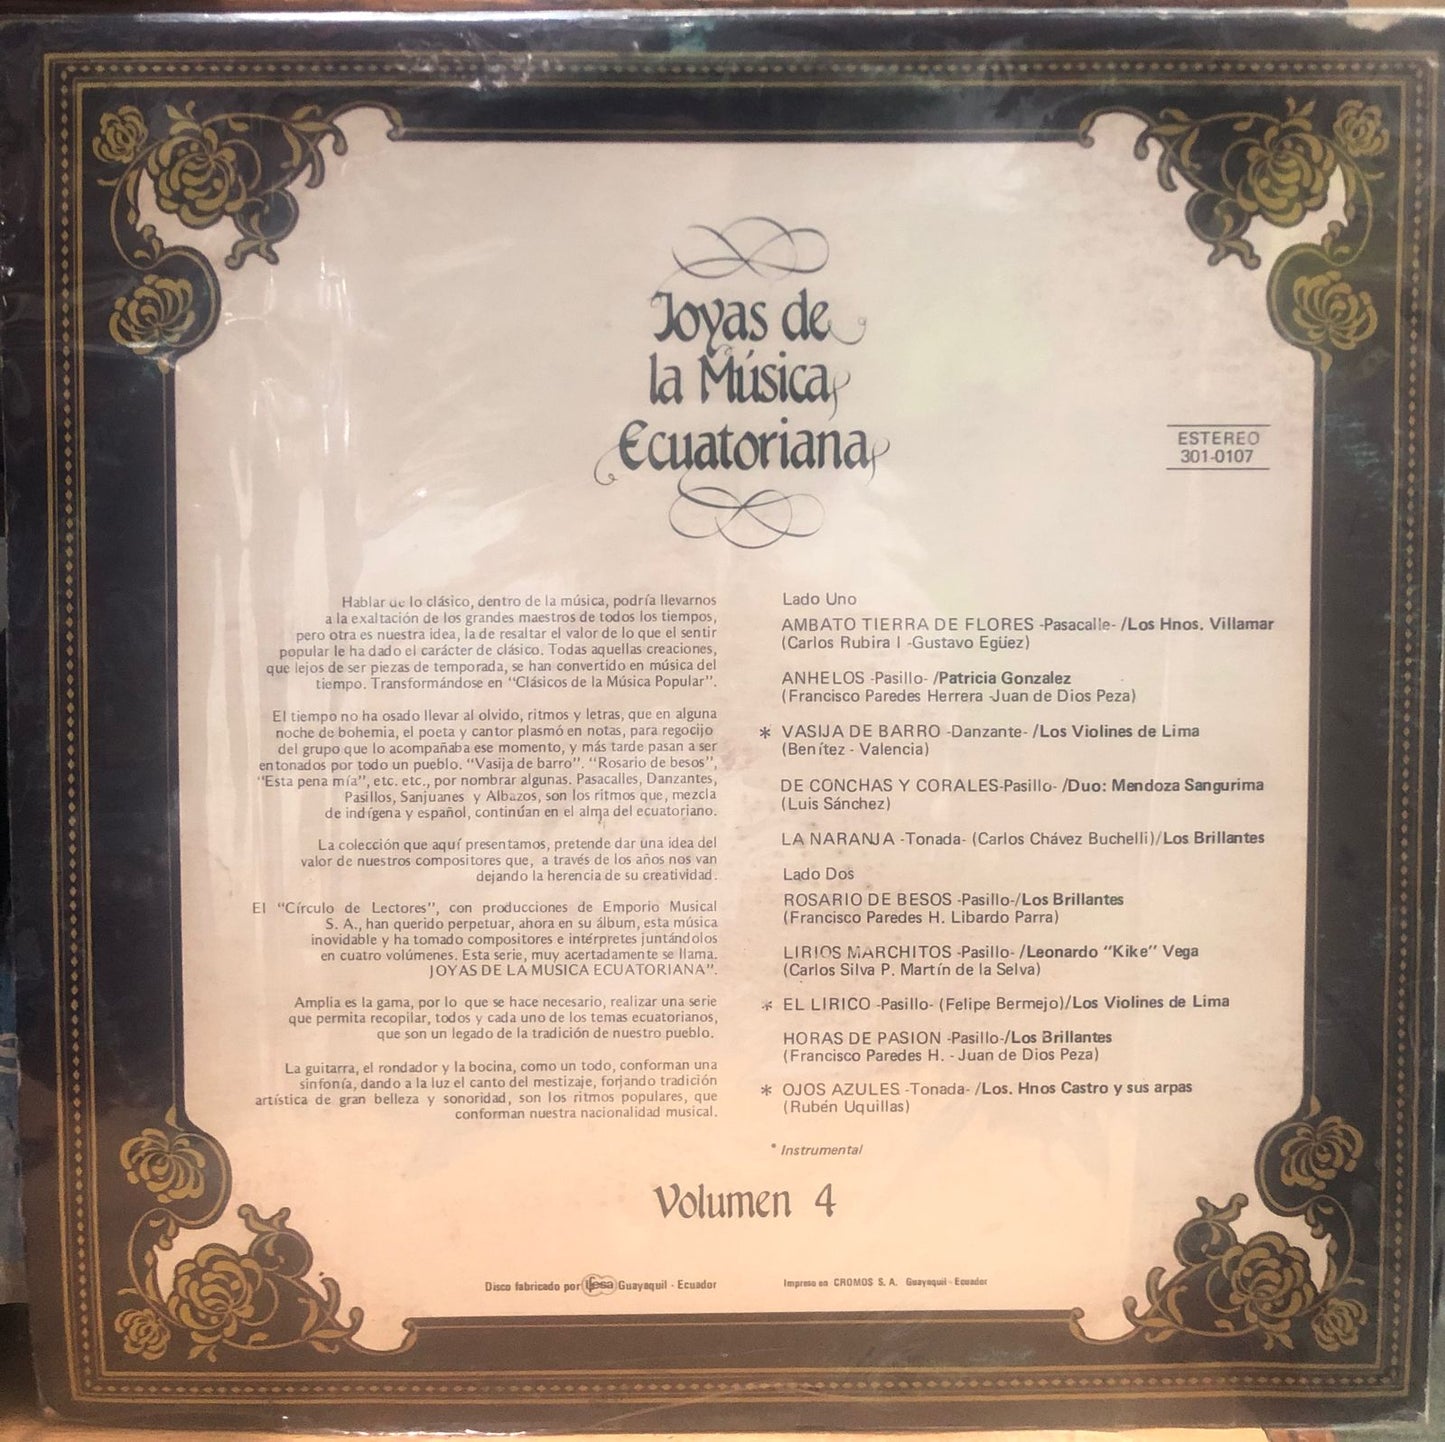 Joyas de
la Música
Ecuatoriana
ESTEREO
301-0107
Hablar de lo clásico, dentro de la música, podría llevarnos
a la exaltación de los grandes maestros de todos los tiempos,
pero otra es nuestra idea, la de resaltar el valor de lo que el sentir
popular le ha dado el carácter de clásico. Todas aquellas creaciones,
que lejos de ser piezas de temporada, se han convertido en música del
tiempo. Transformándose en "Clásicos de la Música Popular".
El tiempo no ha osado llevar al olvido, ritmos y letras, que en alguna
noche de bohemia, el poeta y cantor plasmó en notas, para regocijo
del grupo que lo acompañaba ese momento, y más tarde pasan a ser
entonados por todo un pueblo. "Vasija de barro". "Rosario de besos",
"Esta pena mía", etc. etc., por nombrar algunas. Pasacalles, Danzantes,
Pasillos, Sanjuanes y Albazos, son los ritmos que, mezcla
de indígena y español, continúan en el alma del ecuatoriano.
La colección que aquí presentamos, pretende dar una idea del
valor de nuestros compositores que, a través de los años nos van
dejando la herencia de su creatividad.
El "Círculo de Lectores", con producciones de Emporio Musical
S. A., han querido perpetuar, ahora en su álbum, esta música
inovidable y ha tomado compositores e intérpretes juntándolos
en cuatro volúmenes. Esta serie, muy acertadamente se llama.
JOYAS DE LA MUSICA ECUATORIANA".
Amplia es la gama, por lo que se hace necesario, realizar una serie
que permita recopilar, todos y cada uno de los temas ecuatorianos,
que son un legado de la tradición de nuestro pueblo.
La guitarra, el rondador y la bocina, como un todo, conforman una
sinfonía, dando a la luz el canto del mestizaje, forjando tradición
artística de gran belleza y sonoridad, son los ritmos populares, que
conforman nuestra nacionalidad musical.
Lado Uno
AMBATO TIERRA DE FLORES -Pasacalle- /Los Hnos. Villamar
(Carlos Rubira I -Gustavo Egüez)
ANHELOS -Pasillo- /Patricia Gonzalez
(Francisco Paredes Herrera -Juan de Dios Peza)
* VASIJA DE BARRO -Danzante- /Los Violines de Lima
(Benítez - Valencia)
DE CONCHAS Y CORALES-Pasillo- /Duo: Mendoza Sangurima
(Luis Sánchez)
LA NARANJA -Tonada- (Carlos Chávez Buchelli)/Los Brillantes
Lado Dos
ROSARIO DE BESOS -Pasillo-/Los Brillantes
(Francisco Paredes H. Libardo Parra)
LIRIOS MARCHITOS -Pasillo- /Leonardo "Kike" Vega
(Carlos Silva P. Martín de la Selva)
* EL LIRICO -Pasillo- (Felipe Bermejo)/Los Violines de Lima
HORAS DE PASION -Pasillo-/Los Brillantes
(Francisco Paredes H. - Juan de Dios Peza)
* OJOS AZULES -Tonada- /Los. Hnos Castro y sus arpas
(Rubén Uquillas)
* Instrumental
Volumen 4
Disco fabricado por ifesa Guayaquil - Ecuador
Impreso en CROMOS S. A. Guayaquil - Ecuador